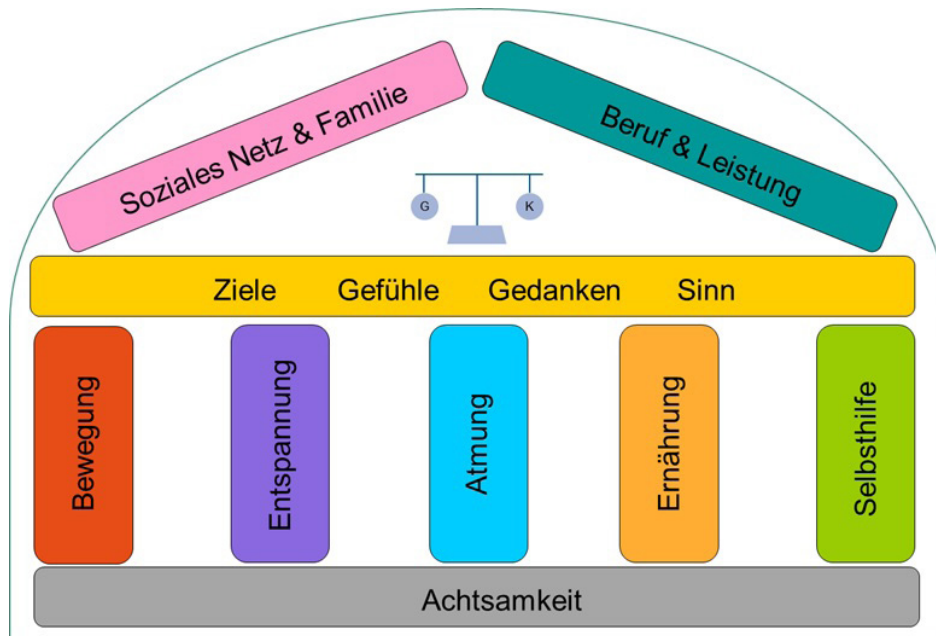 Soziales Netz & Familie
Beruf & Leistung
G
K
Ziele Gefühle Gedanken Sinn
Bewegung
Entspannung
Atmung
Ernährung
Selbsthilfe
Achtsamkeit